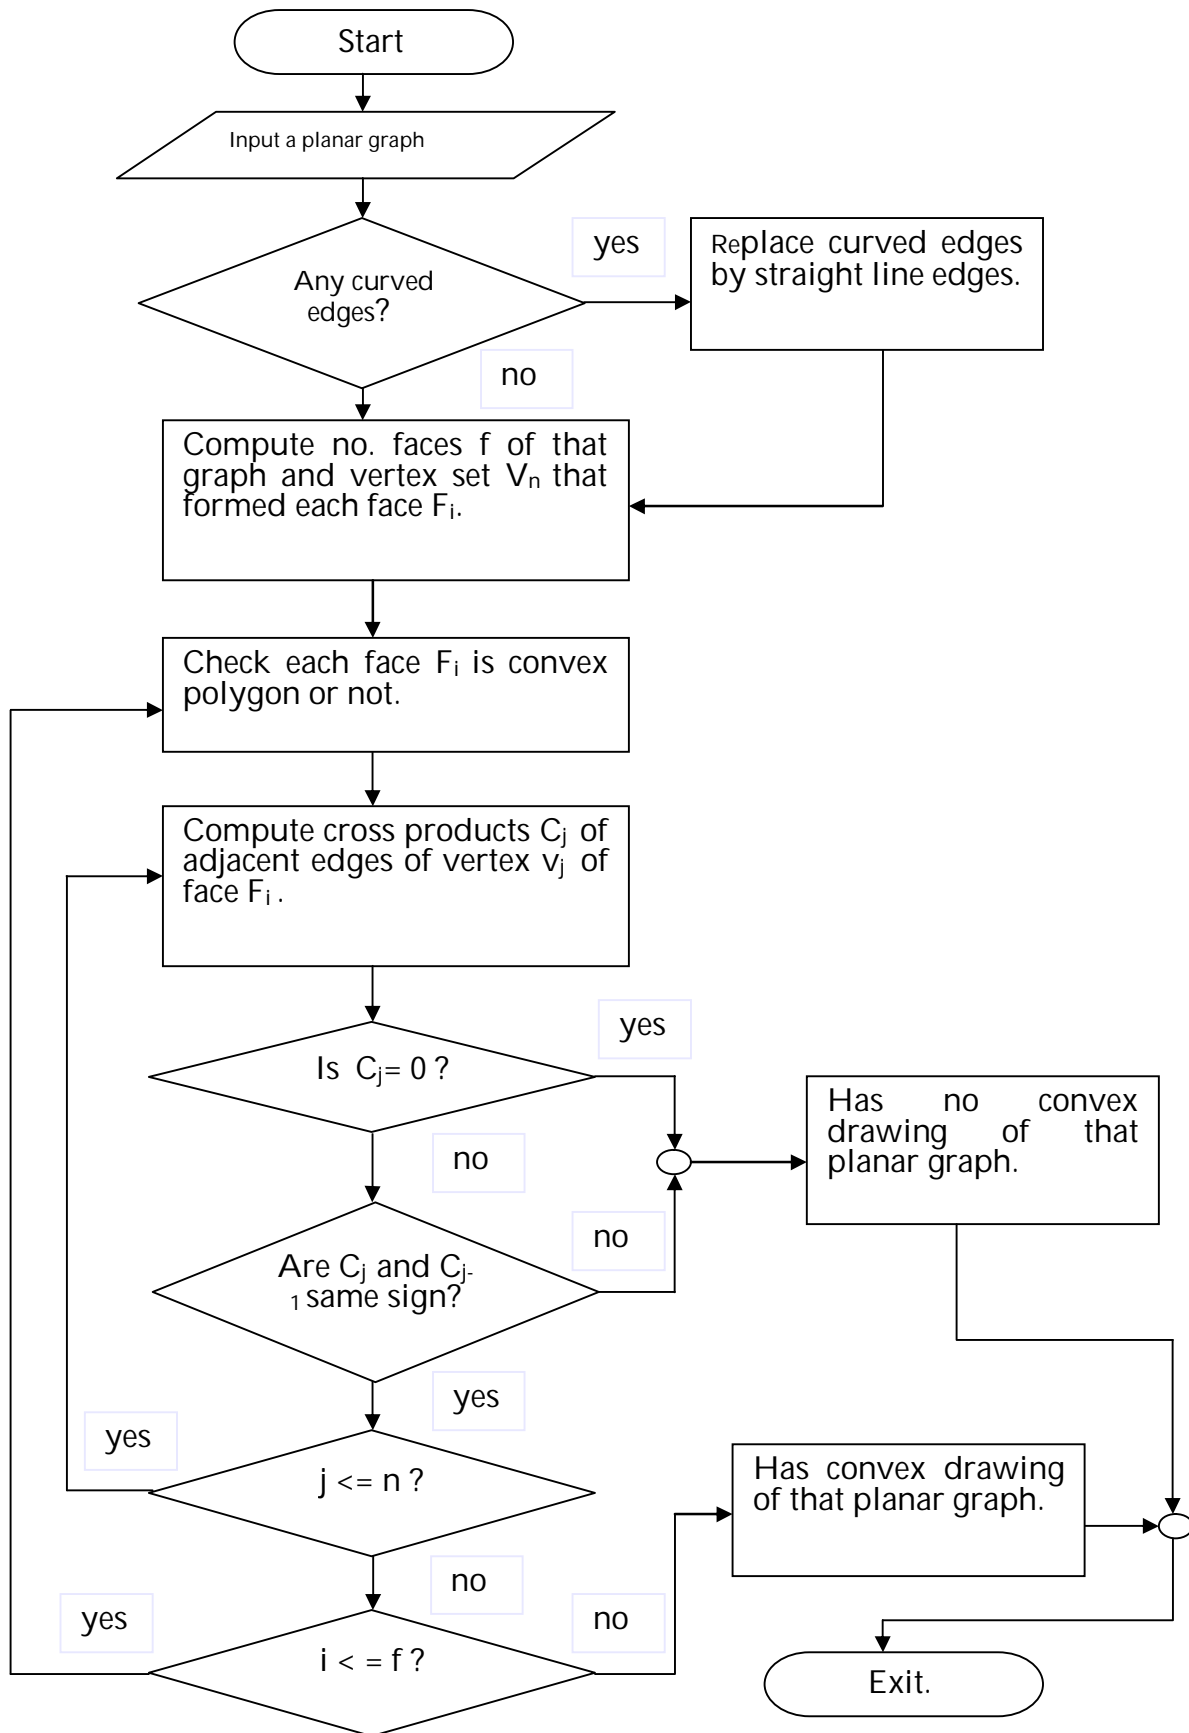 Start
Input a planar graph
yes
Replace curved edges
by straight line edges.
Any curved
edges?
no
Compute no. faces f of that
graph and vertex set Vn that
formed each face Fi.
Check each face Fi is convex
polygon or not.
Compute cross products Cj of
adjacent edges of vertex vj of
face Fi .
yes
Is Cj= 0 ?
Has no convex
drawing of that
planar graph.
no
no
Are Cj and Cj-
1 same sign?
yes
yes
j <= n ?
Has convex drawing
of that planar graph.
no
yes
no
i < = f ?
Exit.